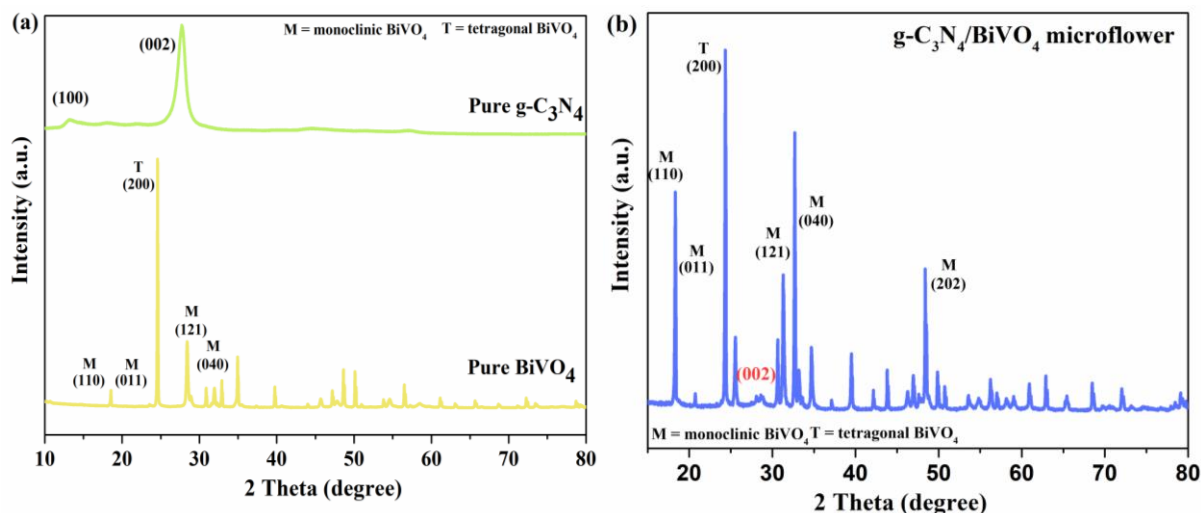 (a)
M = monoclinic BiVO₄ T = tetragonal BiVO₄
(002)
(100)
Pure g-C₃N₄
T
(200)
M
(121)
M
(110)
M
(011)
M
(040)
Pure BiVO₄
Intensity (a.u.)
10 20 30 40 50 60 70 80
2 Theta (degree)
(b)
g-C₃N₄/BiVO₄ microflower
T
(200)
M
(110)
M
(011)
M
(121)
M
(040)
M
(202)
(002)
M = monoclinic BiVO₄ T = tetragonal BiVO₄
Intensity (a.u.)
20 30 40 50 60 70 80
2 Theta (degree)